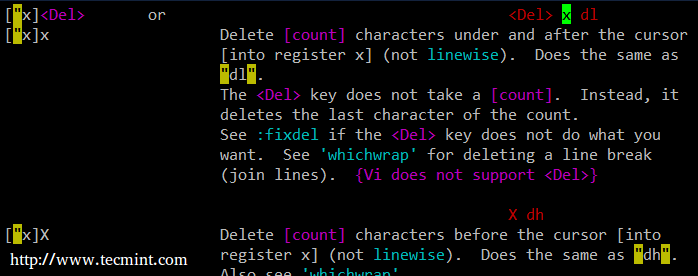 ["x]<Del> or <Del> x dl
["x]x Delete [count] characters under and after the cursor
[into register x] (not linewise). Does the same as
"dl".
The <Del> key does not take a [count]. Instead, it
deletes the last character of the count.
See :fixdel if the <Del> key does not do what you
want. See 'whichwrap' for deleting a line break
(join lines). {Vi does not support <Del>}
X dh
["x]X Delete [count] characters before the cursor [into
http://www.tecmint.com register x] (not linewise). Does the same as "dh".
Also see 'whichwrap'